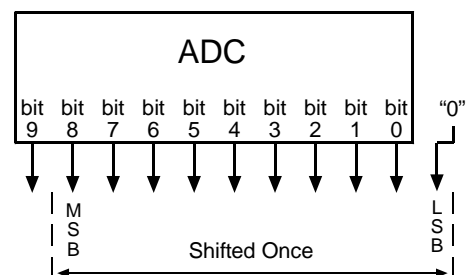 ADC
bit bit bit bit bit bit bit bit bit bit "0"
9 8 7 6 5 4 3 2 1 0
MSB
LSB
Shifted Once